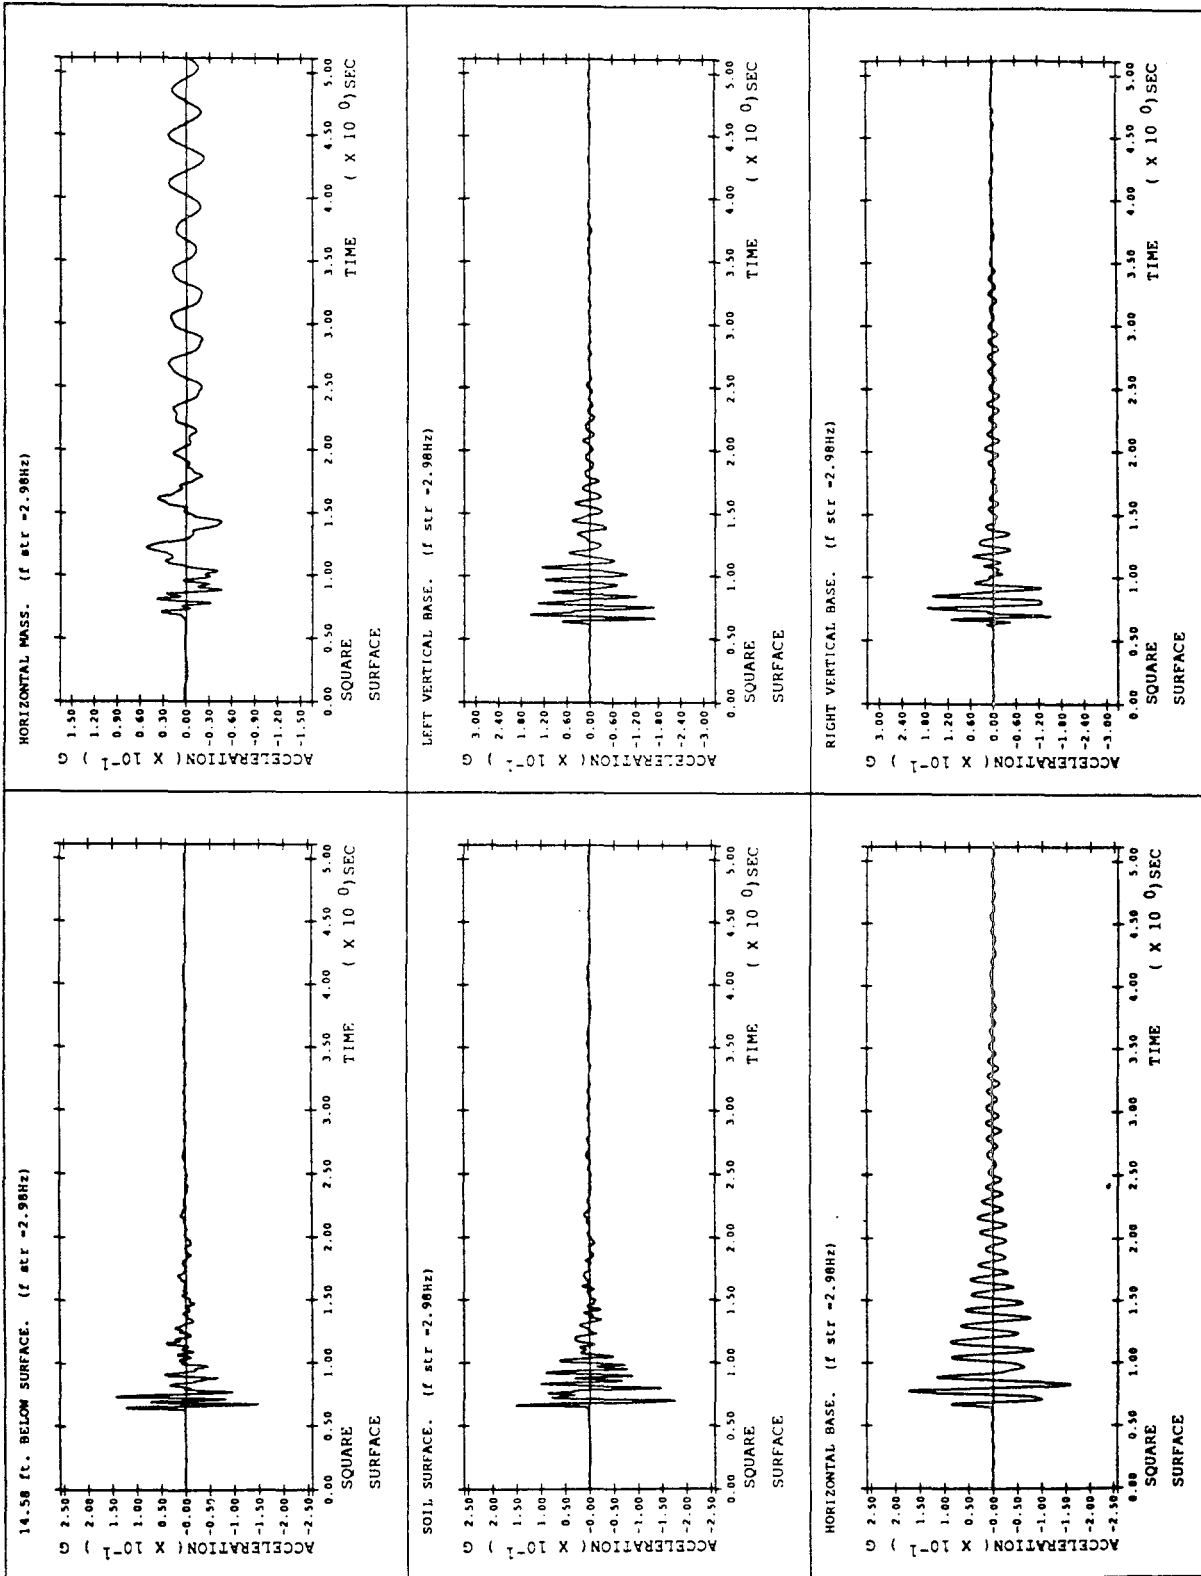 14.58 ft. BELOW SURFACE. (f str =2.98Hz)
ACCELERATION ( X 10⁻¹ ) G
2.50
2.00
1.50
1.00
0.50
-0.00
-0.50
-1.00
-1.50
-2.00
-2.50
0.00 0.50 1.00 1.50 2.00 2.50 3.00 3.50 4.00 4.50 5.00
SQUARE TIME ( X 10 0)SEC
SURFACE
HORIZONTAL MASS. (f str =2.98Hz)
ACCELERATION ( X 10⁻¹ ) G
1.50
1.20
0.90
0.60
0.30
0.00
-0.30
-0.60
-0.90
-1.20
-1.50
0.00 0.50 1.00 1.50 2.00 2.50 3.00 3.50 4.00 4.50 5.00
SQUARE TIME ( X 10 0)SEC
SURFACE
SOIL SURFACE. (f str =2.98Hz)
ACCELERATION ( X 10⁻¹ ) G
2.50
2.00
1.50
1.00
0.50
-0.00
-0.50
-1.00
-1.50
-2.00
-2.50
0.00 0.50 1.00 1.50 2.00 2.50 3.00 3.50 4.00 4.50 5.00
SQUARE TIME ( X 10 0)SEC
SURFACE
LEFT VERTICAL BASE. (f str =2.98Hz)
ACCELERATION ( X 10⁻¹ ) G
3.00
2.40
1.80
1.20
0.60
0.00
-0.60
-1.20
-1.80
-2.40
-3.00
0.00 0.50 1.00 1.50 2.00 2.50 3.00 3.50 4.00 4.50 5.00
SQUARE TIME ( X 10 0)SEC
SURFACE
HORIZONTAL BASE. (f str =2.98Hz)
ACCELERATION ( X 10⁻¹ ) G
2.50
2.00
1.50
1.00
0.50
-0.00
-0.50
-1.00
-1.50
-2.00
-2.50
0.00 0.50 1.00 1.50 2.00 2.50 3.00 3.50 4.00 4.50 5.00
SQUARE TIME ( X 10 0)SEC
SURFACE
RIGHT VERTICAL BASE. (f str =2.98Hz)
ACCELERATION ( X 10⁻¹ ) G
3.00
2.40
1.80
1.20
0.60
0.00
-0.60
-1.20
-1.80
-2.40
-3.00
0.00 0.50 1.00 1.50 2.00 2.50 3.00 3.50 4.00 4.50 5.00
SQUARE TIME ( X 10 0)SEC
SURFACE